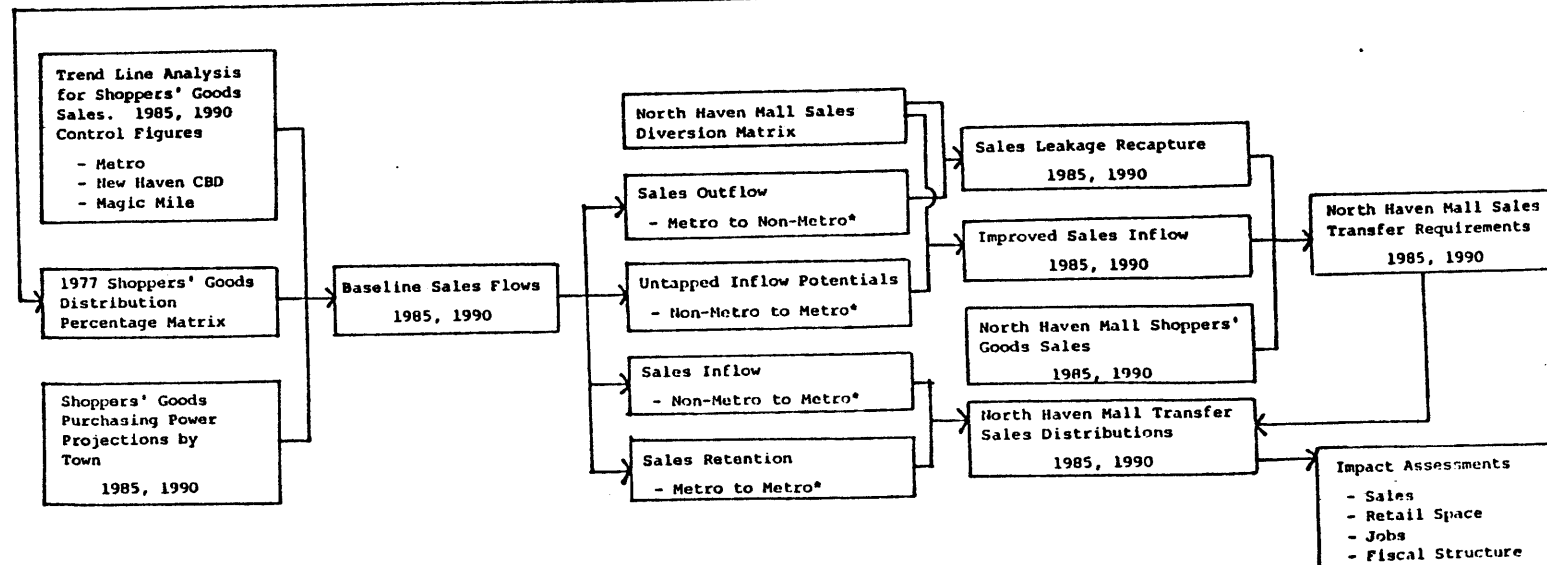 Trend Line Analysis
for Shoppers' Goods
Sales. 1985, 1990
Control Figures
- Metro
- New Haven CBD
- Magic Mile
1977 Shoppers' Goods
Distribution
Percentage Matrix
Shoppers' Goods
Purchasing Power
Projections by
Town
1985, 1990
Baseline Sales Flows
1985, 1990
North Haven Mall Sales
Diversion Matrix
Sales Outflow
- Metro to Non-Metro*
Untapped Inflow Potentials
- Non-Metro to Metro*
Sales Inflow
- Non-Metro to Metro*
Sales Retention
- Metro to Metro*
Sales Leakage Recapture
1985, 1990
Improved Sales Inflow
1985, 1990
North Haven Mall Shoppers'
Goods Sales
1985, 1990
North Haven Mall Transfer
Sales Distributions
1985, 1990
North Haven Mall Sales
Transfer Requirements
1985, 1990
Impact Assessments
- Sales
- Retail Space
- Jobs
- Fiscal Structure